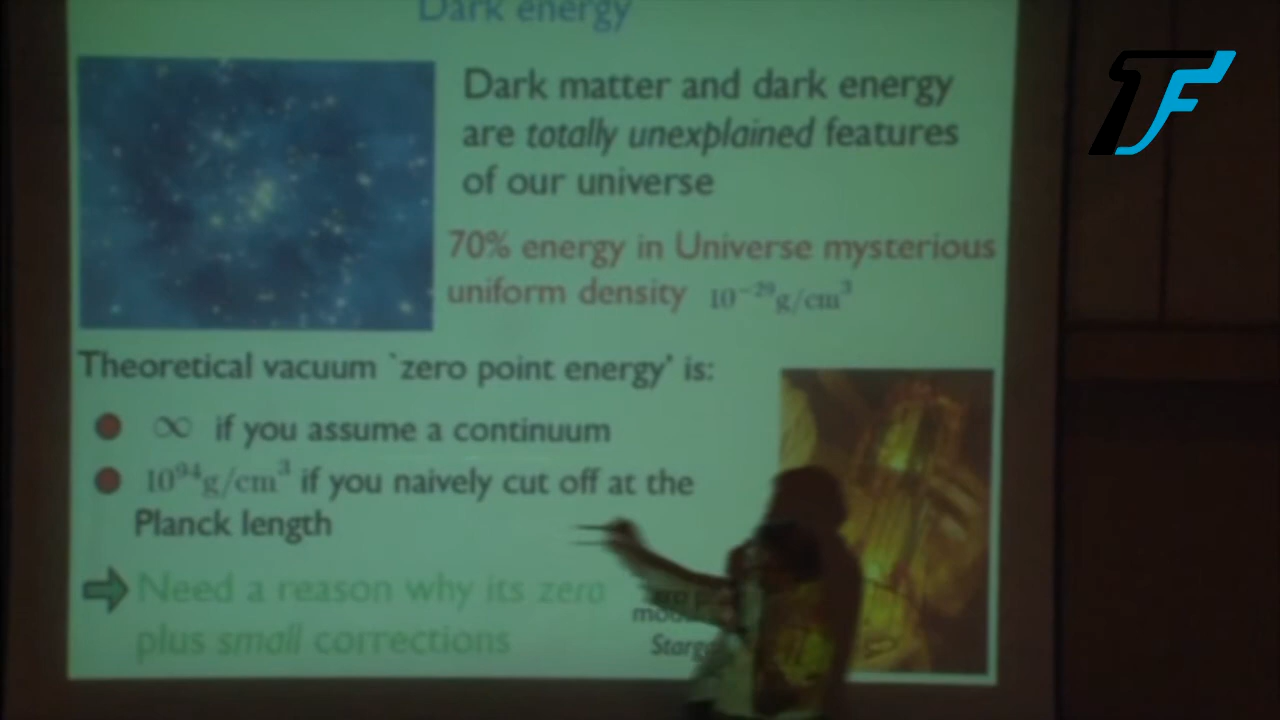 Dark energy
Dark matter and dark energy
are totally unexplained features
of our universe
70% energy in Universe mysterious
uniform density 10⁻²⁹g/cm³
Theoretical vacuum `zero point energy' is:
∞ if you assume a continuum
10⁹⁴g/cm³ if you naively cut off at the
Planck length
Need a reason why its zero
plus small corrections
TF